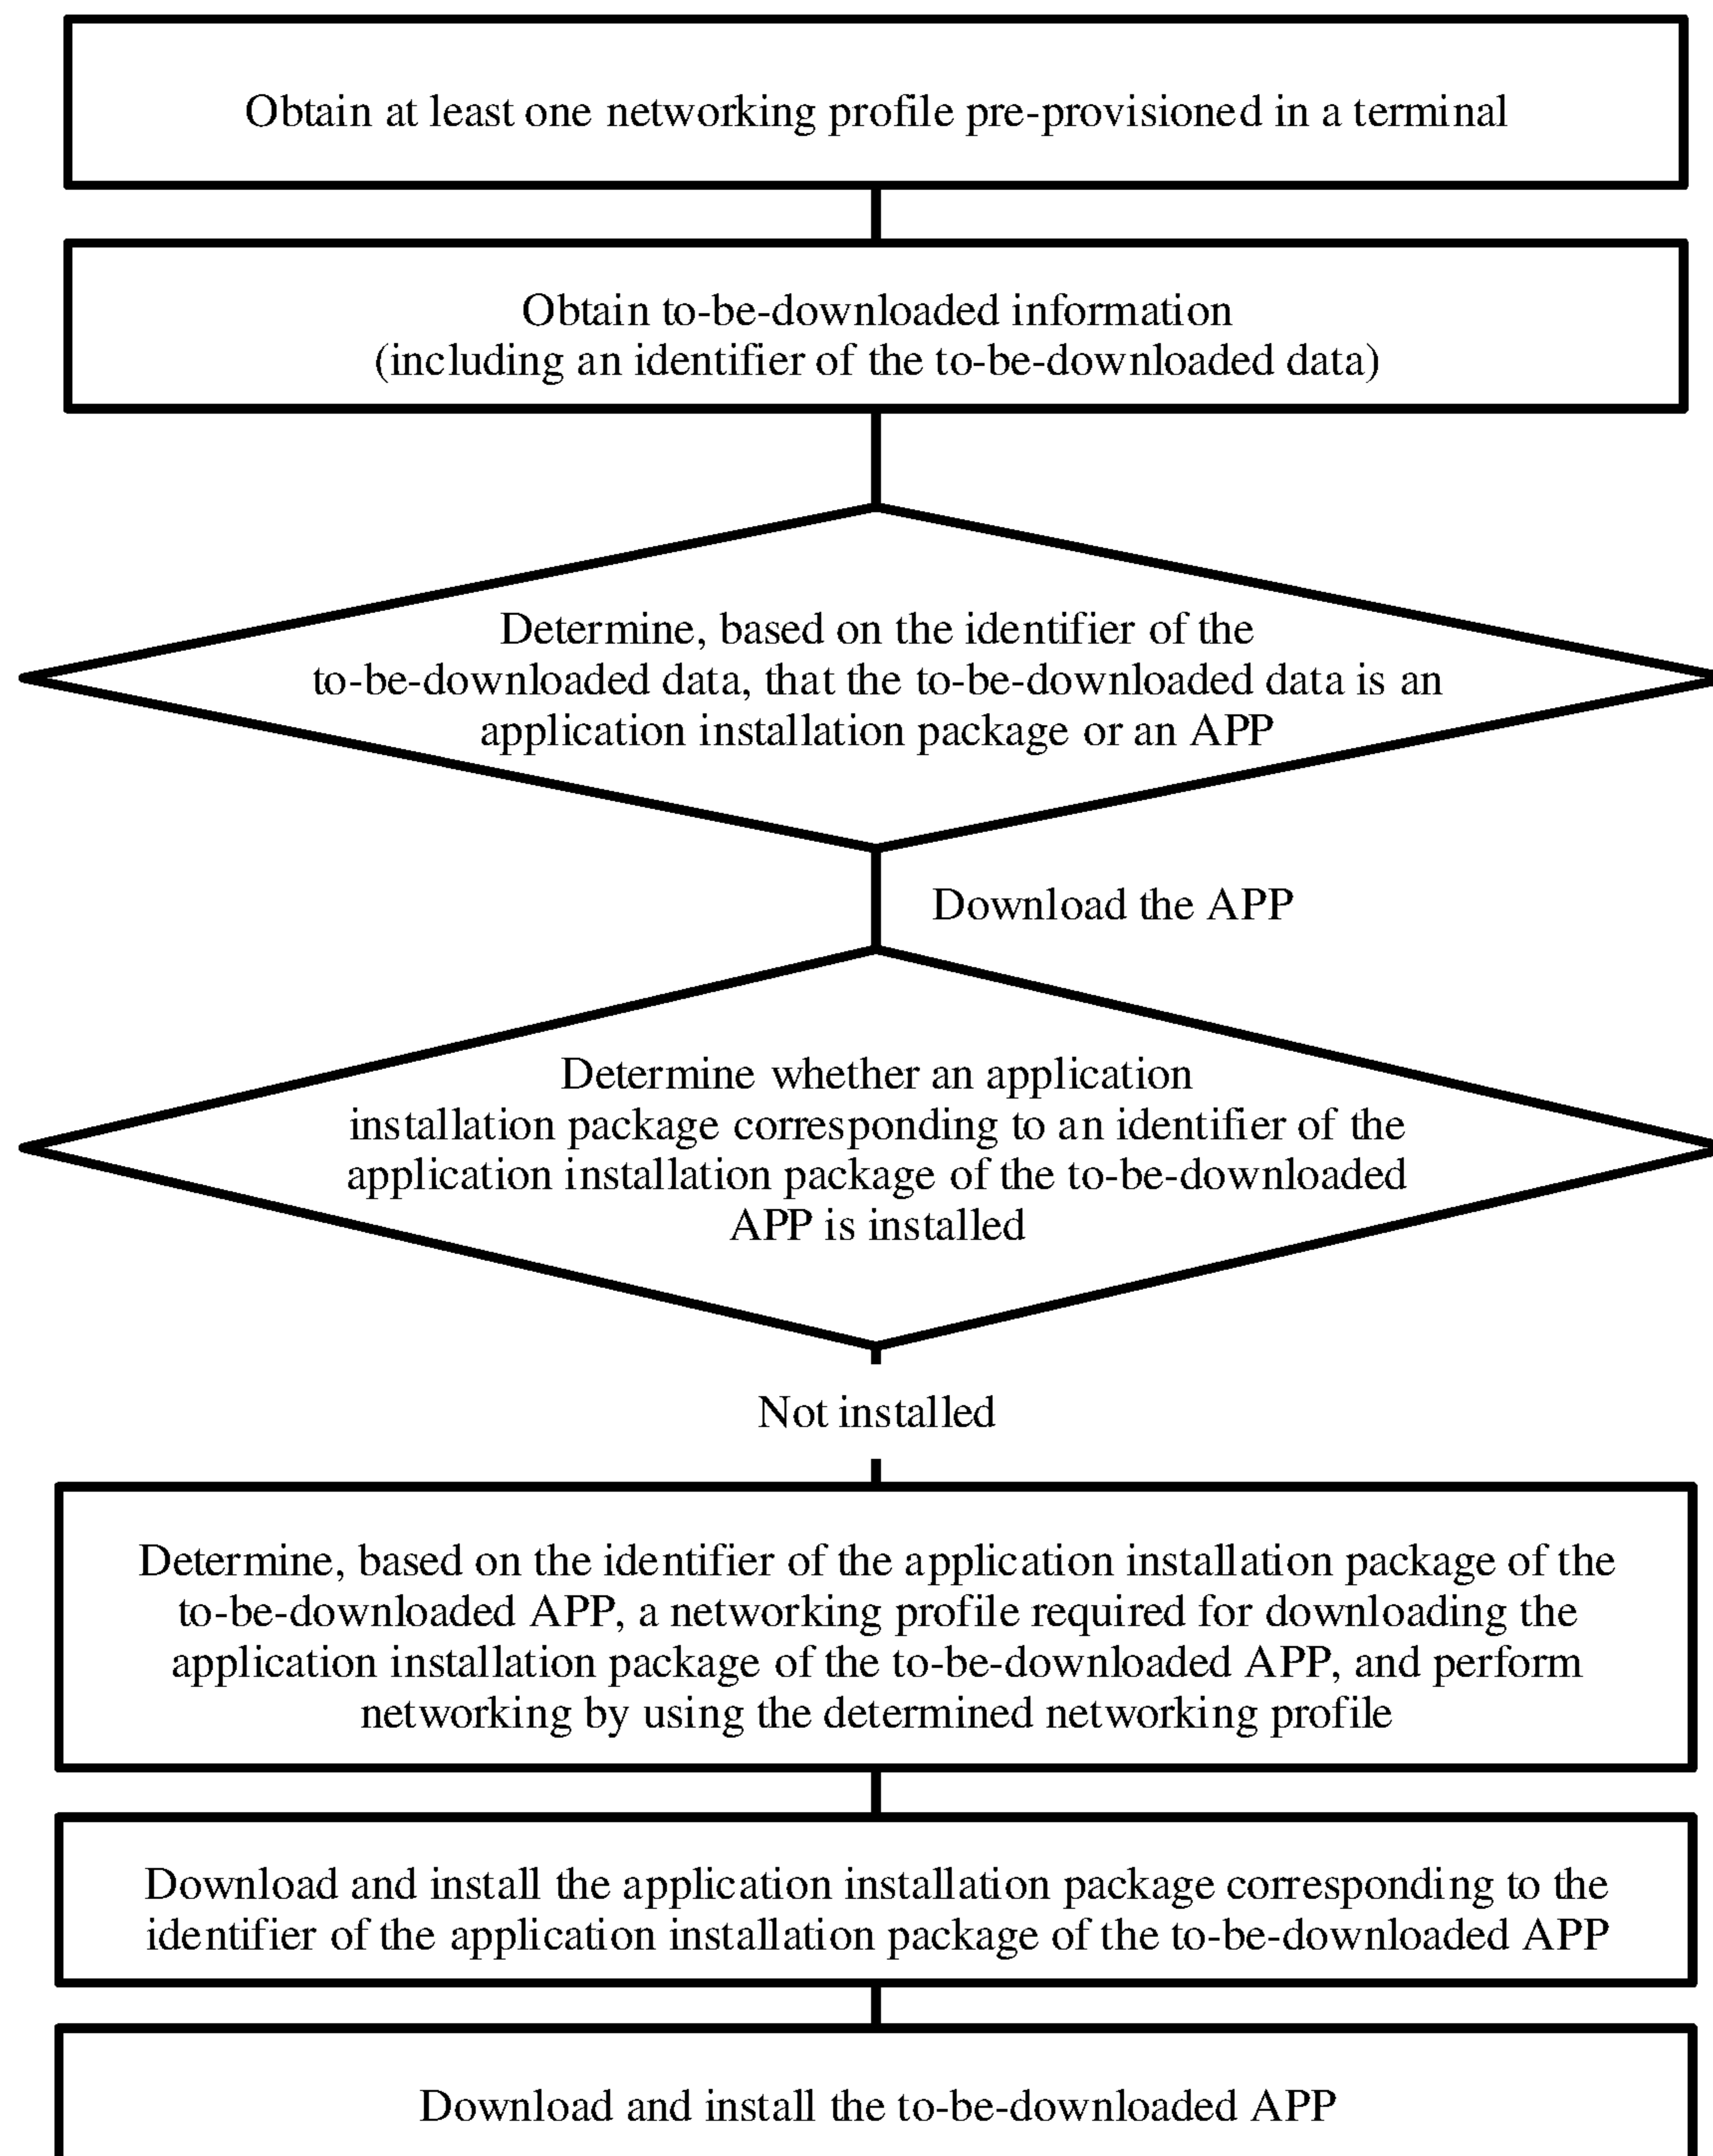 Obtain at least one networking profile pre-provisioned in a terminal
Obtain to-be-downloaded information
(including an identifier of the to-be-downloaded data)
Determine, based on the identifier of the
to-be-downloaded data, that the to-be-downloaded data is an
application installation package or an APP
Download the APP
Determine whether an application
installation package corresponding to an identifier of the
application installation package of the to-be-downloaded
APP is installed
Not installed
Determine, based on the identifier of the application installation package of the
to-be-downloaded APP, a networking profile required for downloading the
application installation package of the to-be-downloaded APP, and perform
networking by using the determined networking profile
Download and install the application installation package corresponding to the
identifier of the application installation package of the to-be-downloaded APP
Download and install the to-be-downloaded APP